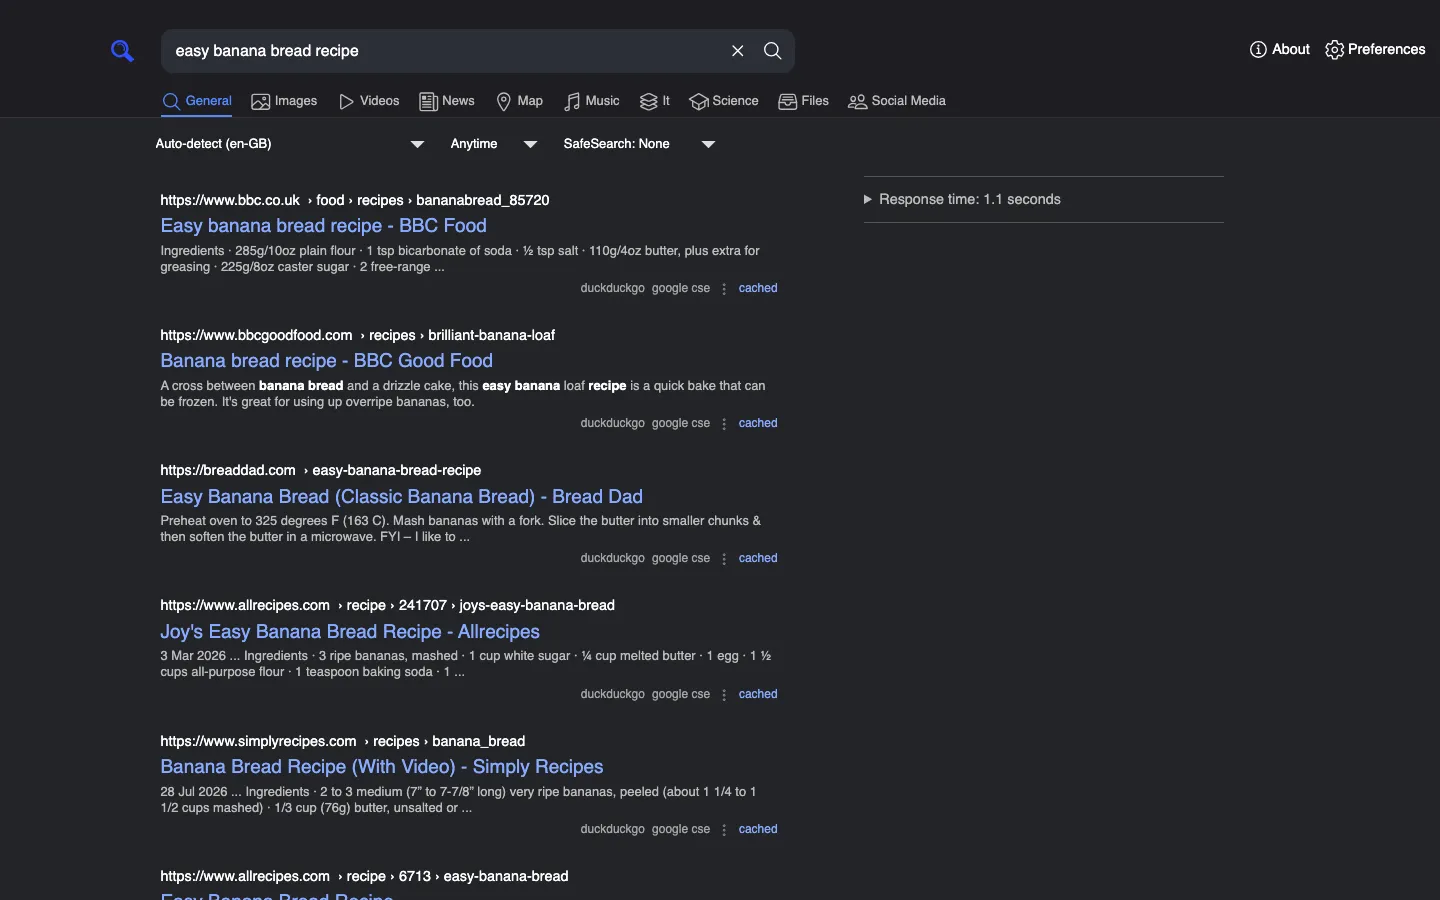 easy banana bread recipe
About
Preferences
General
Images
Videos
News
Map
Music
It
Science
Files
Social Media
Auto-detect (en-GB)
Anytime
SafeSearch: None
https://www.bbc.co.uk › food › recipes › bananabread_85720
Easy banana bread recipe - BBC Food
Ingredients · 285g/10oz plain flour · 1 tsp bicarbonate of soda · ½ tsp salt · 110g/4oz butter, plus extra for
greasing · 225g/8oz caster sugar · 2 free-range ...
duckduckgo google cse cached
Response time: 1.1 seconds
https://www.bbcgoodfood.com › recipes › brilliant-banana-loaf
Banana bread recipe - BBC Good Food
A cross between banana bread and a drizzle cake, this easy banana loaf recipe is a quick bake that can
be frozen. It's great for using up overripe bananas, too.
duckduckgo google cse cached
https://breaddad.com › easy-banana-bread-recipe
Easy Banana Bread (Classic Banana Bread) - Bread Dad
Preheat oven to 325 degrees F (163 C). Mash bananas with a fork. Slice the butter into smaller chunks &
then soften the butter in a microwave. FYI – I like to ...
duckduckgo google cse cached
https://www.allrecipes.com › recipe › 241707 › joys-easy-banana-bread
Joy's Easy Banana Bread Recipe - Allrecipes
3 Mar 2026 ... Ingredients · 3 ripe bananas, mashed · 1 cup white sugar · ¼ cup melted butter · 1 egg · 1 ½
cups all-purpose flour · 1 teaspoon baking soda · 1 ...
duckduckgo google cse cached
https://www.simplyrecipes.com › recipes › banana_bread
Banana Bread Recipe (With Video) - Simply Recipes
28 Jul 2026 ... Ingredients · 2 to 3 medium (7” to 7-7/8” long) very ripe bananas, peeled (about 1 1/4 to 1
1/2 cups mashed) · 1/3 cup (76g) butter, unsalted or ...
duckduckgo google cse cached
https://www.allrecipes.com › recipe › 6713 › easy-banana-bread
Easy Banana Bread Recipe